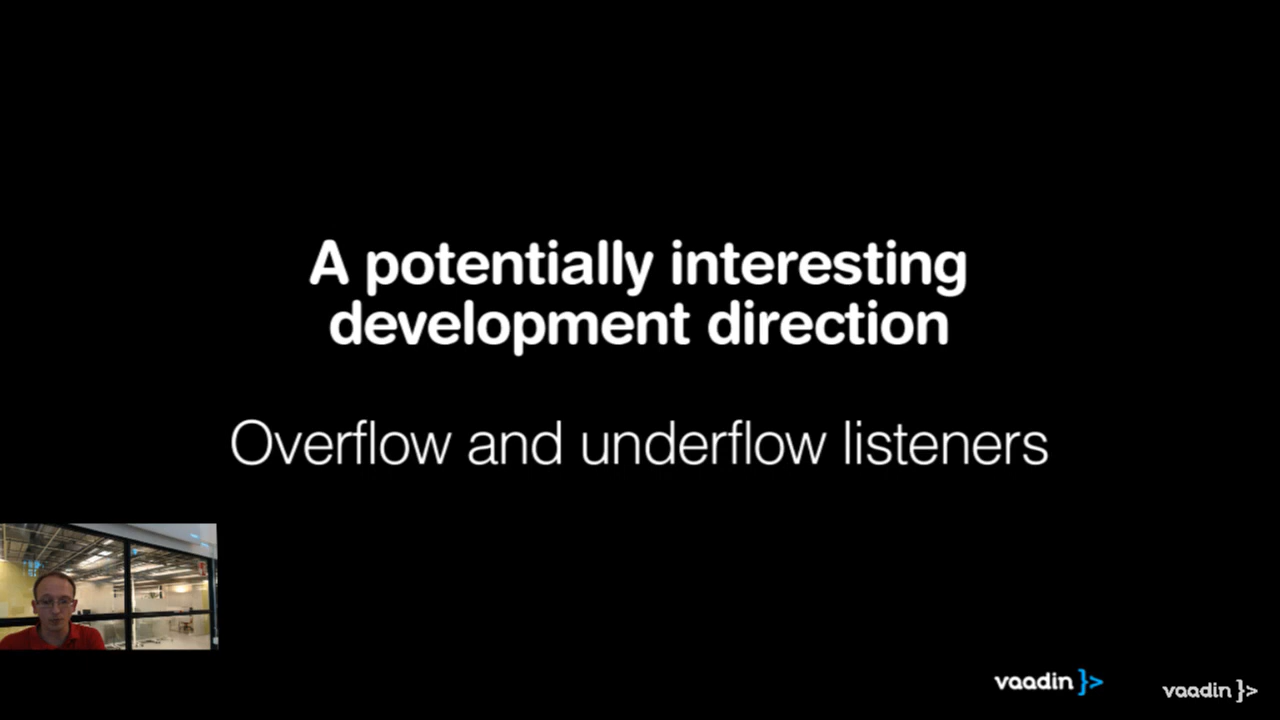 A potentially interesting
development direction
Overflow and underflow listeners
vaadin }>
vaadin }>